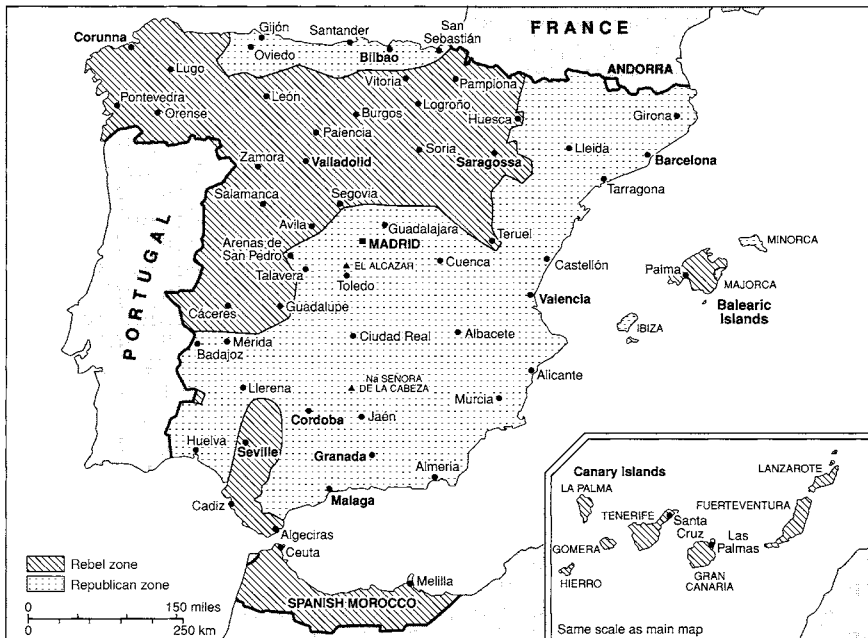 Gijón
Santander
San
Sebastián
FRANCE
Corunna
Oviedo
Bilbao
ANDORRA
Lugo
Vitoria
Pamplona
Pontevedra
León
Logroño
Girona
Orense
Burgos
Huesca
Palencia
Soria
Lleida
Zamora
Valladolid
Saragossa
Barcelona
Tarragona
Salamanca
Segovia
Avila
Guadalajara
Teruel
MINORCA
Arenas de
San Pedro
MADRID
EL ALCAZAR
Cuenca
Castellón
Palma
MAJORCA
Talavera
Toledo
PORTUGAL
Valencia
Balearic
Islands
Cáceres
Guadalupe
IBIZA
Mérida
Ciudad Real
Albacete
Badajoz
Alicante
Llerena
Na SEÑORA
DE LA CABEZA
Murcia
Cordoba
Jaén
Huelva
Seville
Granada
Almeria
Canary Islands
LANZAROTE
LA PALMA
Cadiz
Malaga
FUERTEVENTURA
TENERIFE
Santa
Cruz
Las
Palmas
Algeciras
Ceuta
GOMERA
Rebel zone
Republican zone
HIERRO
GRAN
CANARIA
Melilla
SPANISH MOROCCO
0 150 miles
0 250 km
Same scale as main map